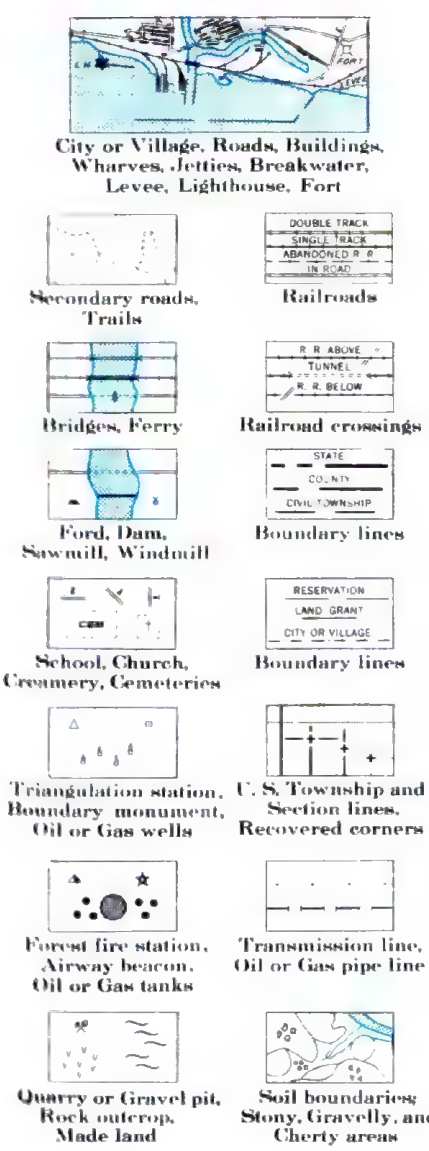 L.H.
FORT
LEVEE
City or Village, Roads, Buildings,
Wharves, Jetties, Breakwater,
Levee, Lighthouse, Fort
Secondary roads,
Trails
DOUBLE TRACK
SINGLE TRACK
ABANDONED R. R.
IN ROAD
Railroads
Bridges, Ferry
R. R. ABOVE
TUNNEL
R. R. BELOW
Railroad crossings
Ford, Dam,
Sawmill, Windmill
STATE
COUNTY
CIVIL TOWNSHIP
Boundary lines
School, Church,
Creamery, Cemeteries
RESERVATION
LAND GRANT
CITY OR VILLAGE
Boundary lines
Triangulation station,
Boundary monument,
Oil or Gas wells
U. S. Township and
Section lines,
Recovered corners
Forest fire station,
Airway beacon,
Oil or Gas tanks
Transmission line,
Oil or Gas pipe line
Quarry or Gravel pit,
Rock outcrop,
Made land
Soil boundaries;
Stony, Gravelly, and
Cherty areas